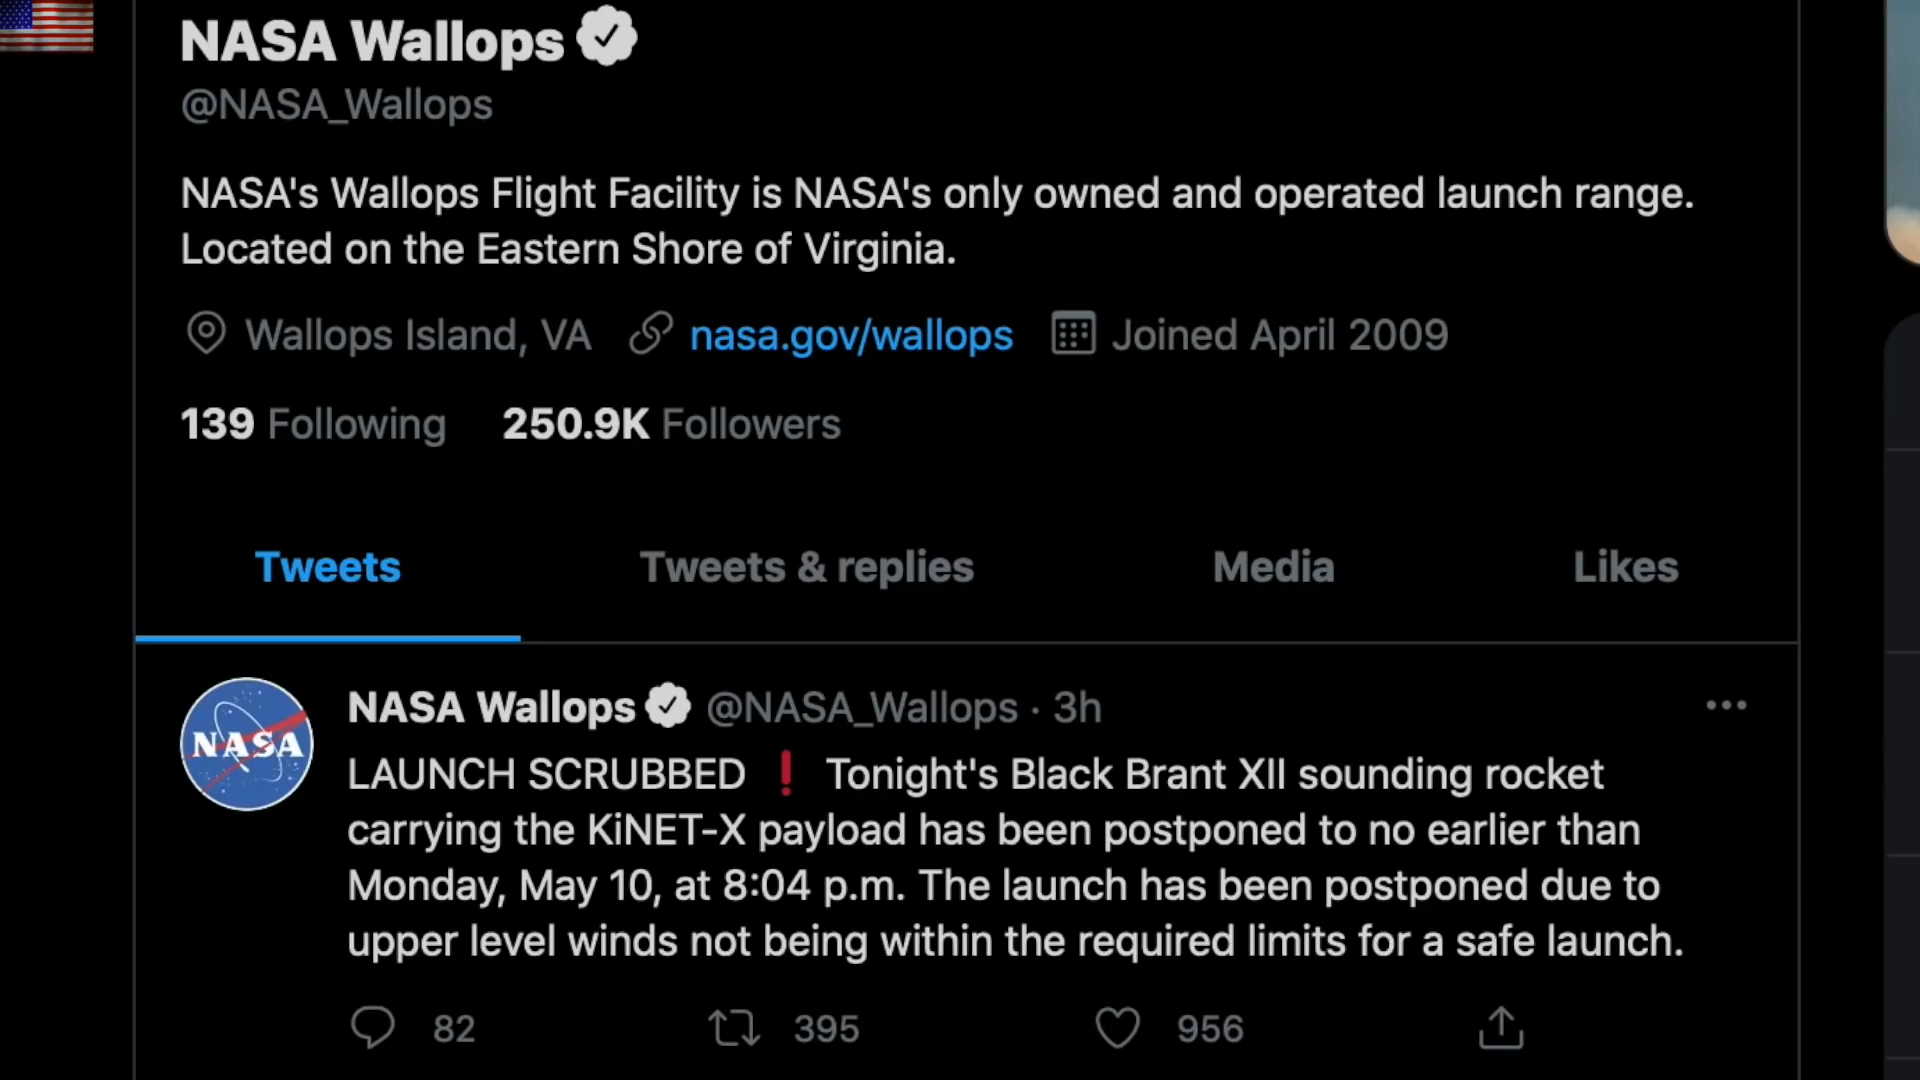 NASA Wallops
@NASA_Wallops
NASA's Wallops Flight Facility is NASA's only owned and operated launch range.
Located on the Eastern Shore of Virginia.
Wallops Island, VA nasa.gov/wallops Joined April 2009
139 Following 250.9K Followers
Tweets Tweets & replies Media Likes
NASA
NASA Wallops @NASA_Wallops · 3h
LAUNCH SCRUBBED ❗ Tonight's Black Brant XII sounding rocket
carrying the KiNET-X payload has been postponed to no earlier than
Monday, May 10, at 8:04 p.m. The launch has been postponed due to
upper level winds not being within the required limits for a safe launch.
82 395 956